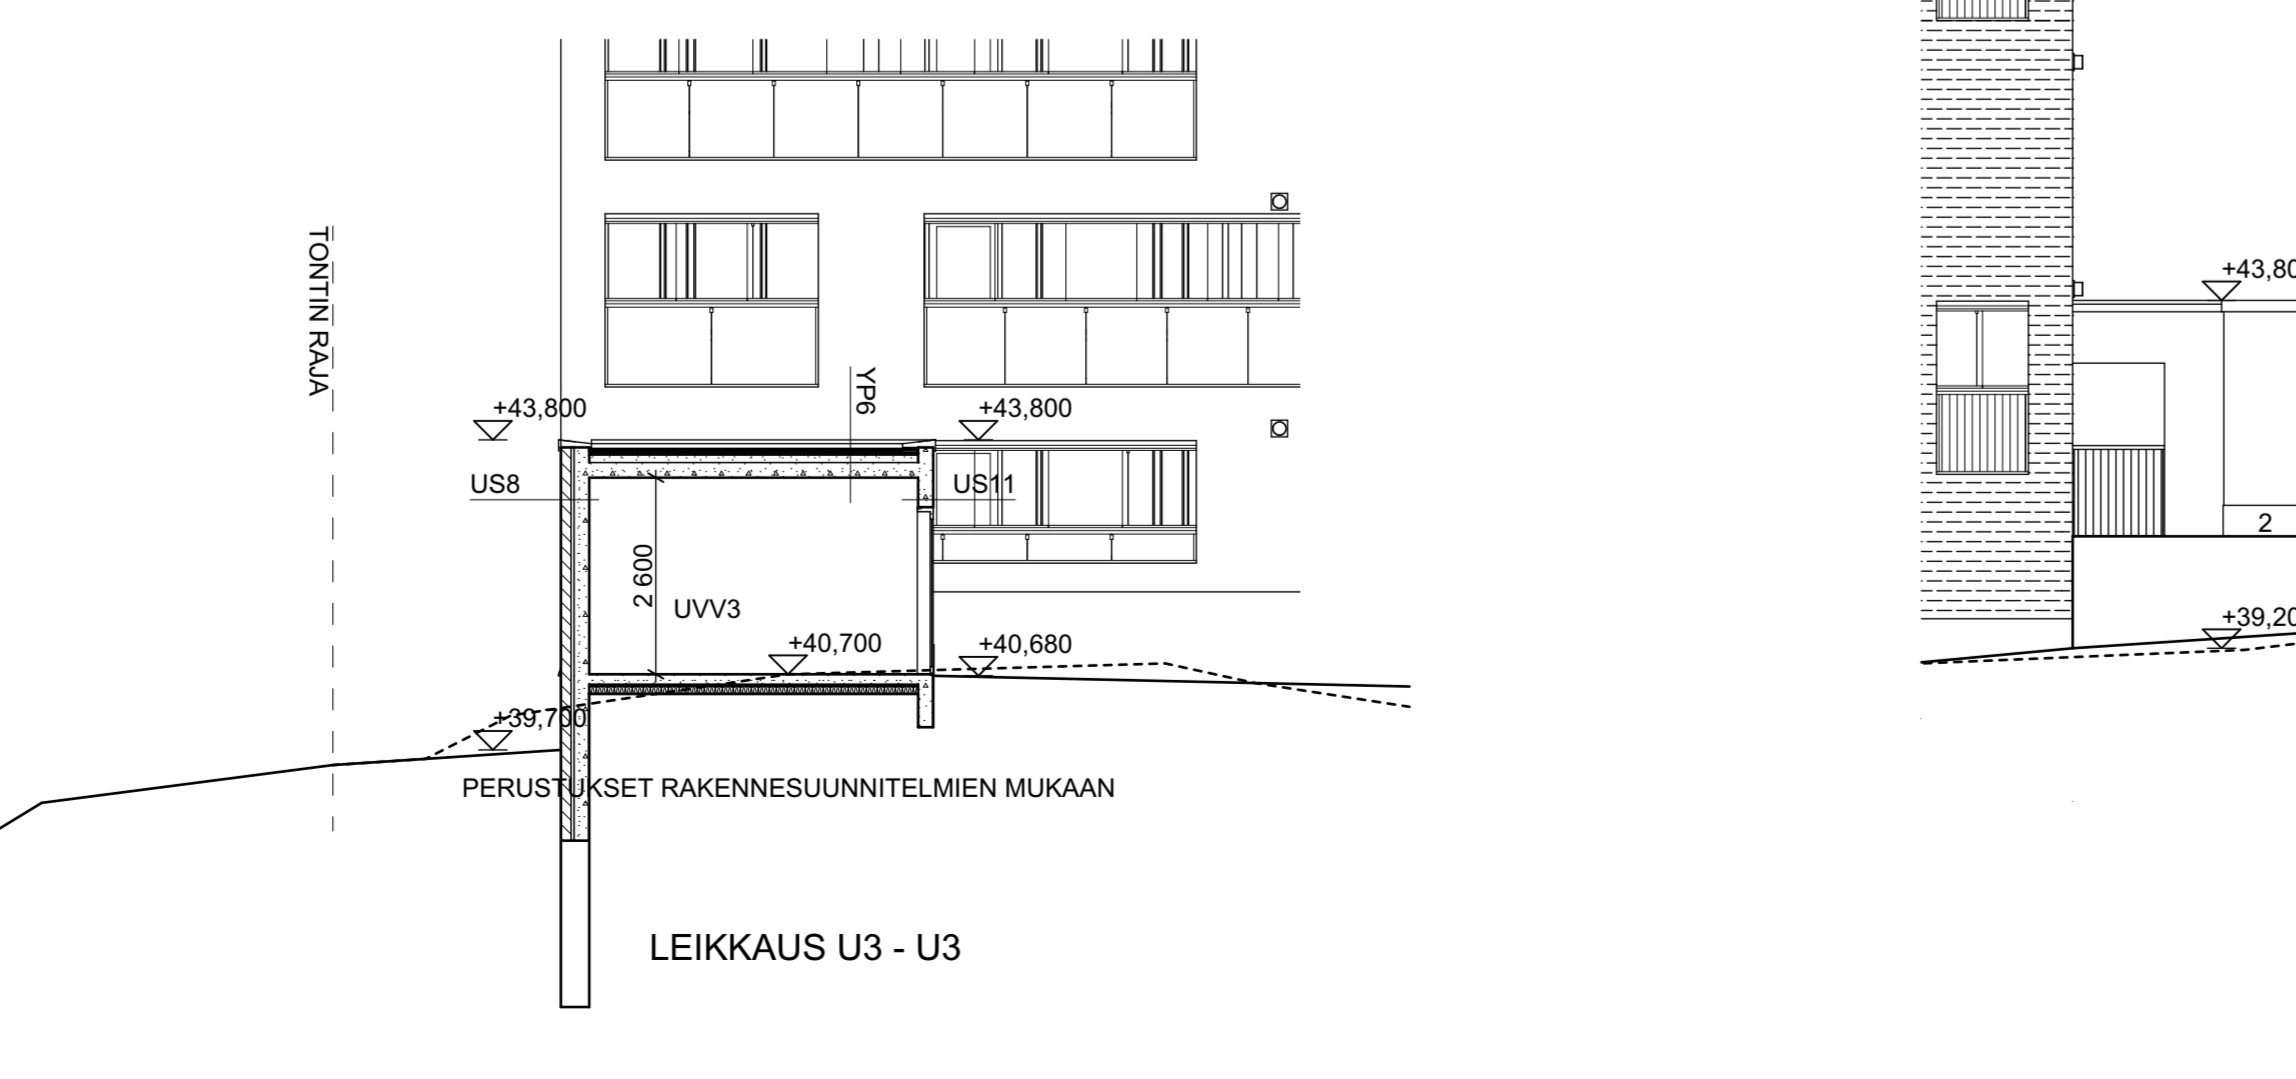 TONTIN RAJA
+43,800
YP6
+43,800
US8
US11
2 600
UVV3
+40,700
+40,680
+39,700
PERUSTUKSET RAKENNESUUNNITELMIEN MUKAAN
LEIKKAUS U3 - U3
+43,80
2
+39,20